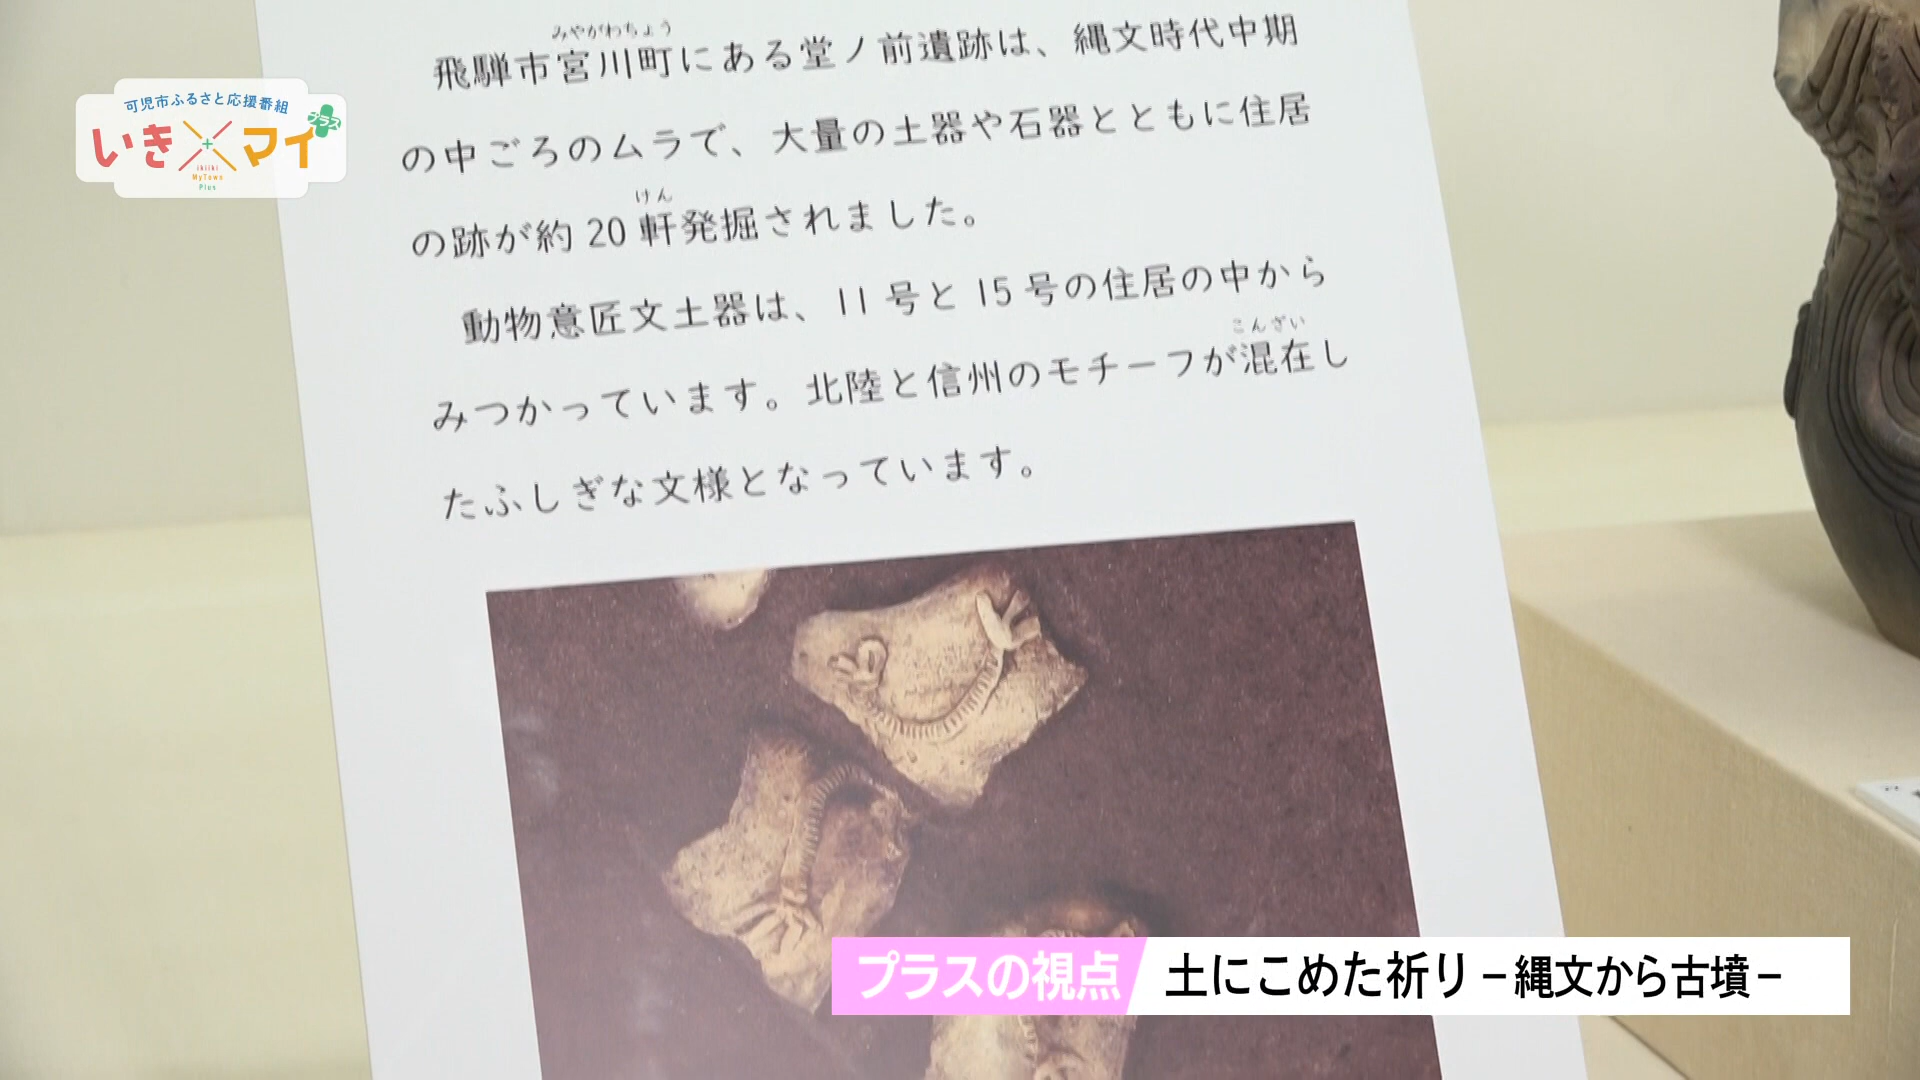 可児市ふるさと応援番組
いき×マイ
プラス
ikiiki
MyTown
Plus
みやがわちょう
飛騨市宮川町にある堂ノ前遺跡は、縄文時代中期
の中ごろのムラで、大量の土器や石器とともに住居
けん
の跡が約20軒発掘されました。
動物意匠文土器は、11号と15号の住居の中から
こんざい
みつかっています。北陸と信州のモチーフが混在し
たふしぎな文様となっています。
プラスの視点 土にこめた祈り－縄文から古墳－